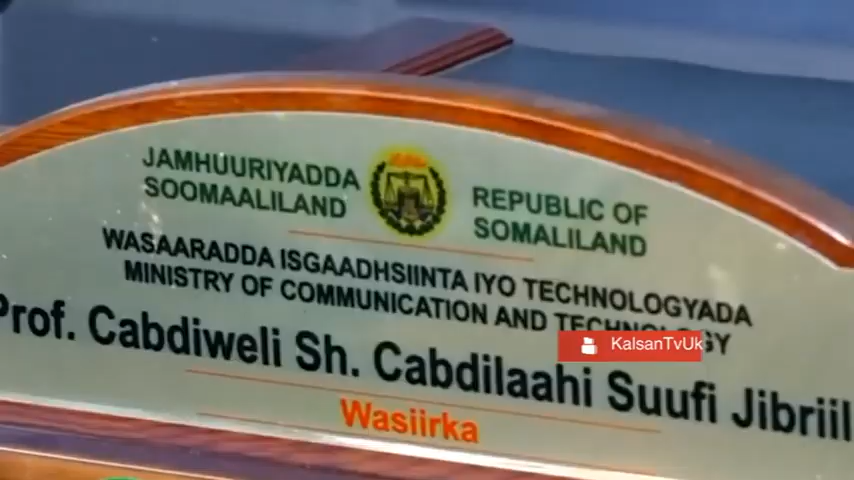 JAMHUURIYADDA
SOOMAALILAND
REPUBLIC OF
SOMALILAND
WASAARADDA ISGAADHSIINTA IYO TECHNOLOGYADA
MINISTRY OF COMMUNICATION AND TECHNOLOGY
Prof. Cabdiweli Sh. Cabdilaahi Suufi Jibriil
Wasiirka
KalsanTvUk